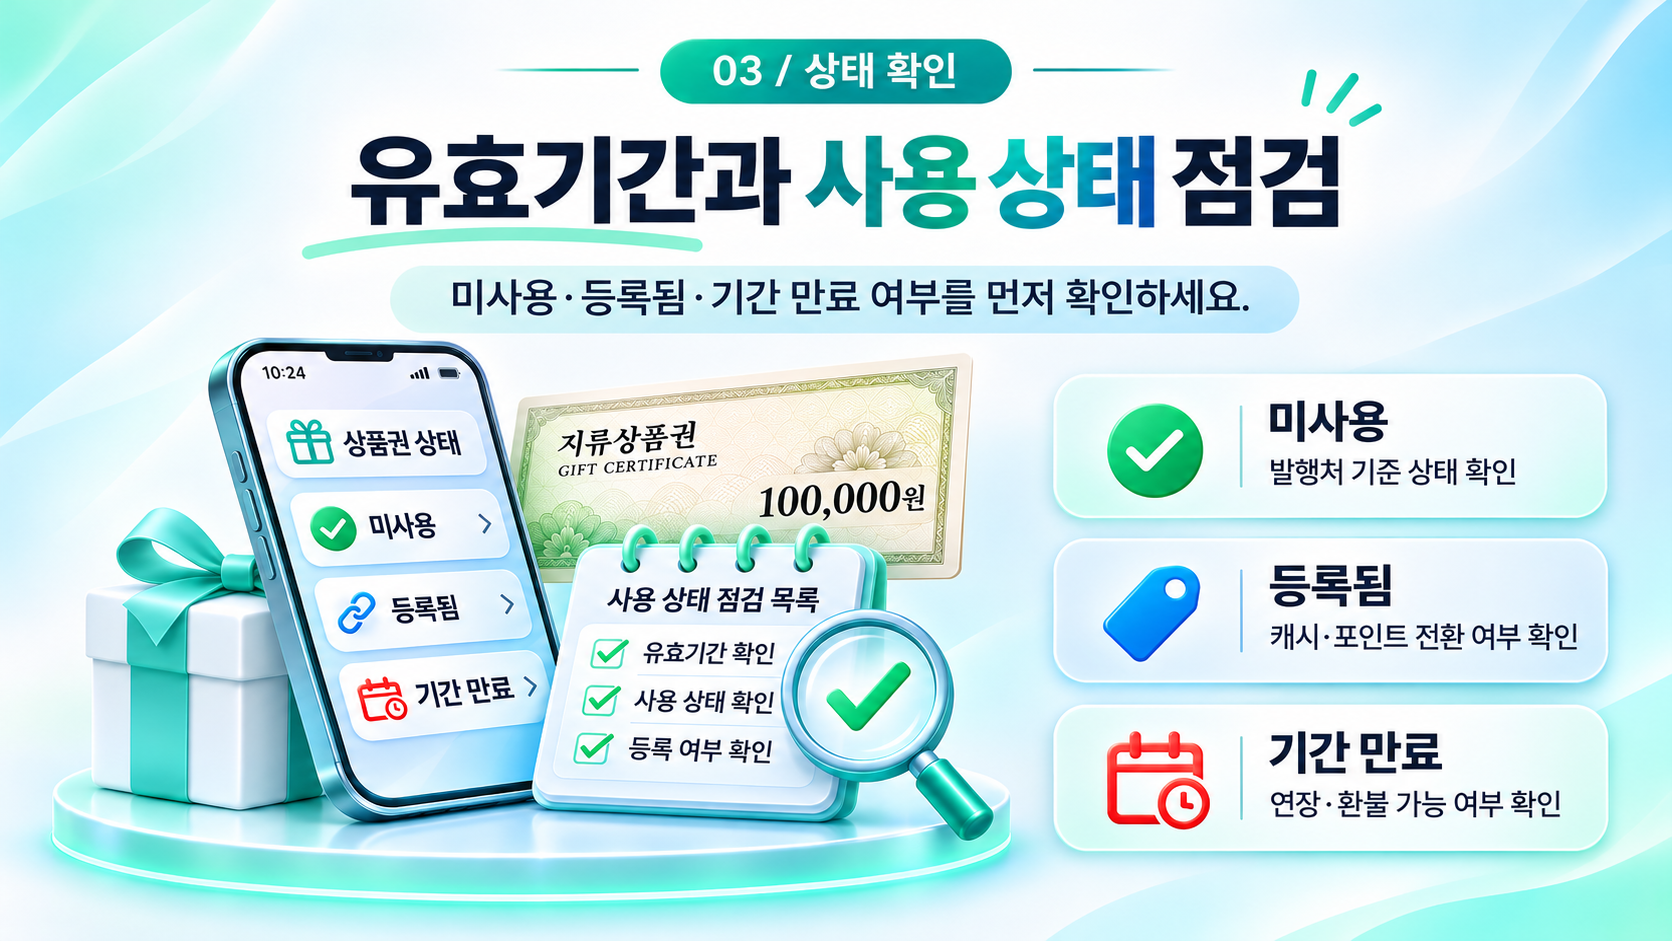 03 / 상태 확인
유효기간과 사용 상태 점검
미사용·등록됨·기간 만료 여부를 먼저 확인하세요.
10:24
상품권 상태
미사용
등록됨
기간 만료
지류상품권
GIFT CERTIFICATE
100,000원
사용 상태 점검 목록
유효기간 확인
사용 상태 확인
등록 여부 확인
미사용
발행처 기준 상태 확인
등록됨
캐시·포인트 전환 여부 확인
기간 만료
연장·환불 가능 여부 확인